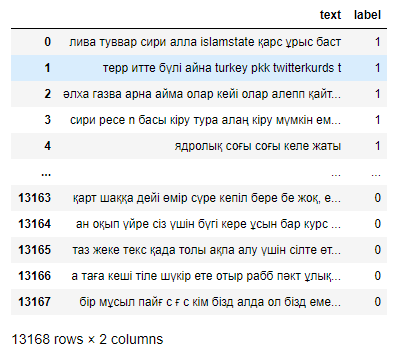 text label
0 лива туввар сири алла islamstate қарс ұрыс баст 1
1 терр итте бүлі айна turkey pkk twitterkurds t 1
2 әлха газва арна айма олар кейі олар алепп қайт... 1
3 сири ресе n басы кіру тура алаң кіру мүмкін ем... 1
4 ядролық соғы соғы келе жаты 1
... ... ...
13163 қарт шаққа дейі өмір сүре кепіл бере бе жоқ, е... 0
13164 ан оқып үйре сіз үшін бүгі кере ұсын бар курс ... 0
13165 таз жеке текс қада толы ақпа алу үшін сілте өт... 0
13166 а таға кеші тіле шүкір ете отыр рабб пәкт ұлық... 0
13167 бір мұсыл пайғ с ғ с кім бізд алда ол бізд еме... 0
13168 rows × 2 columns